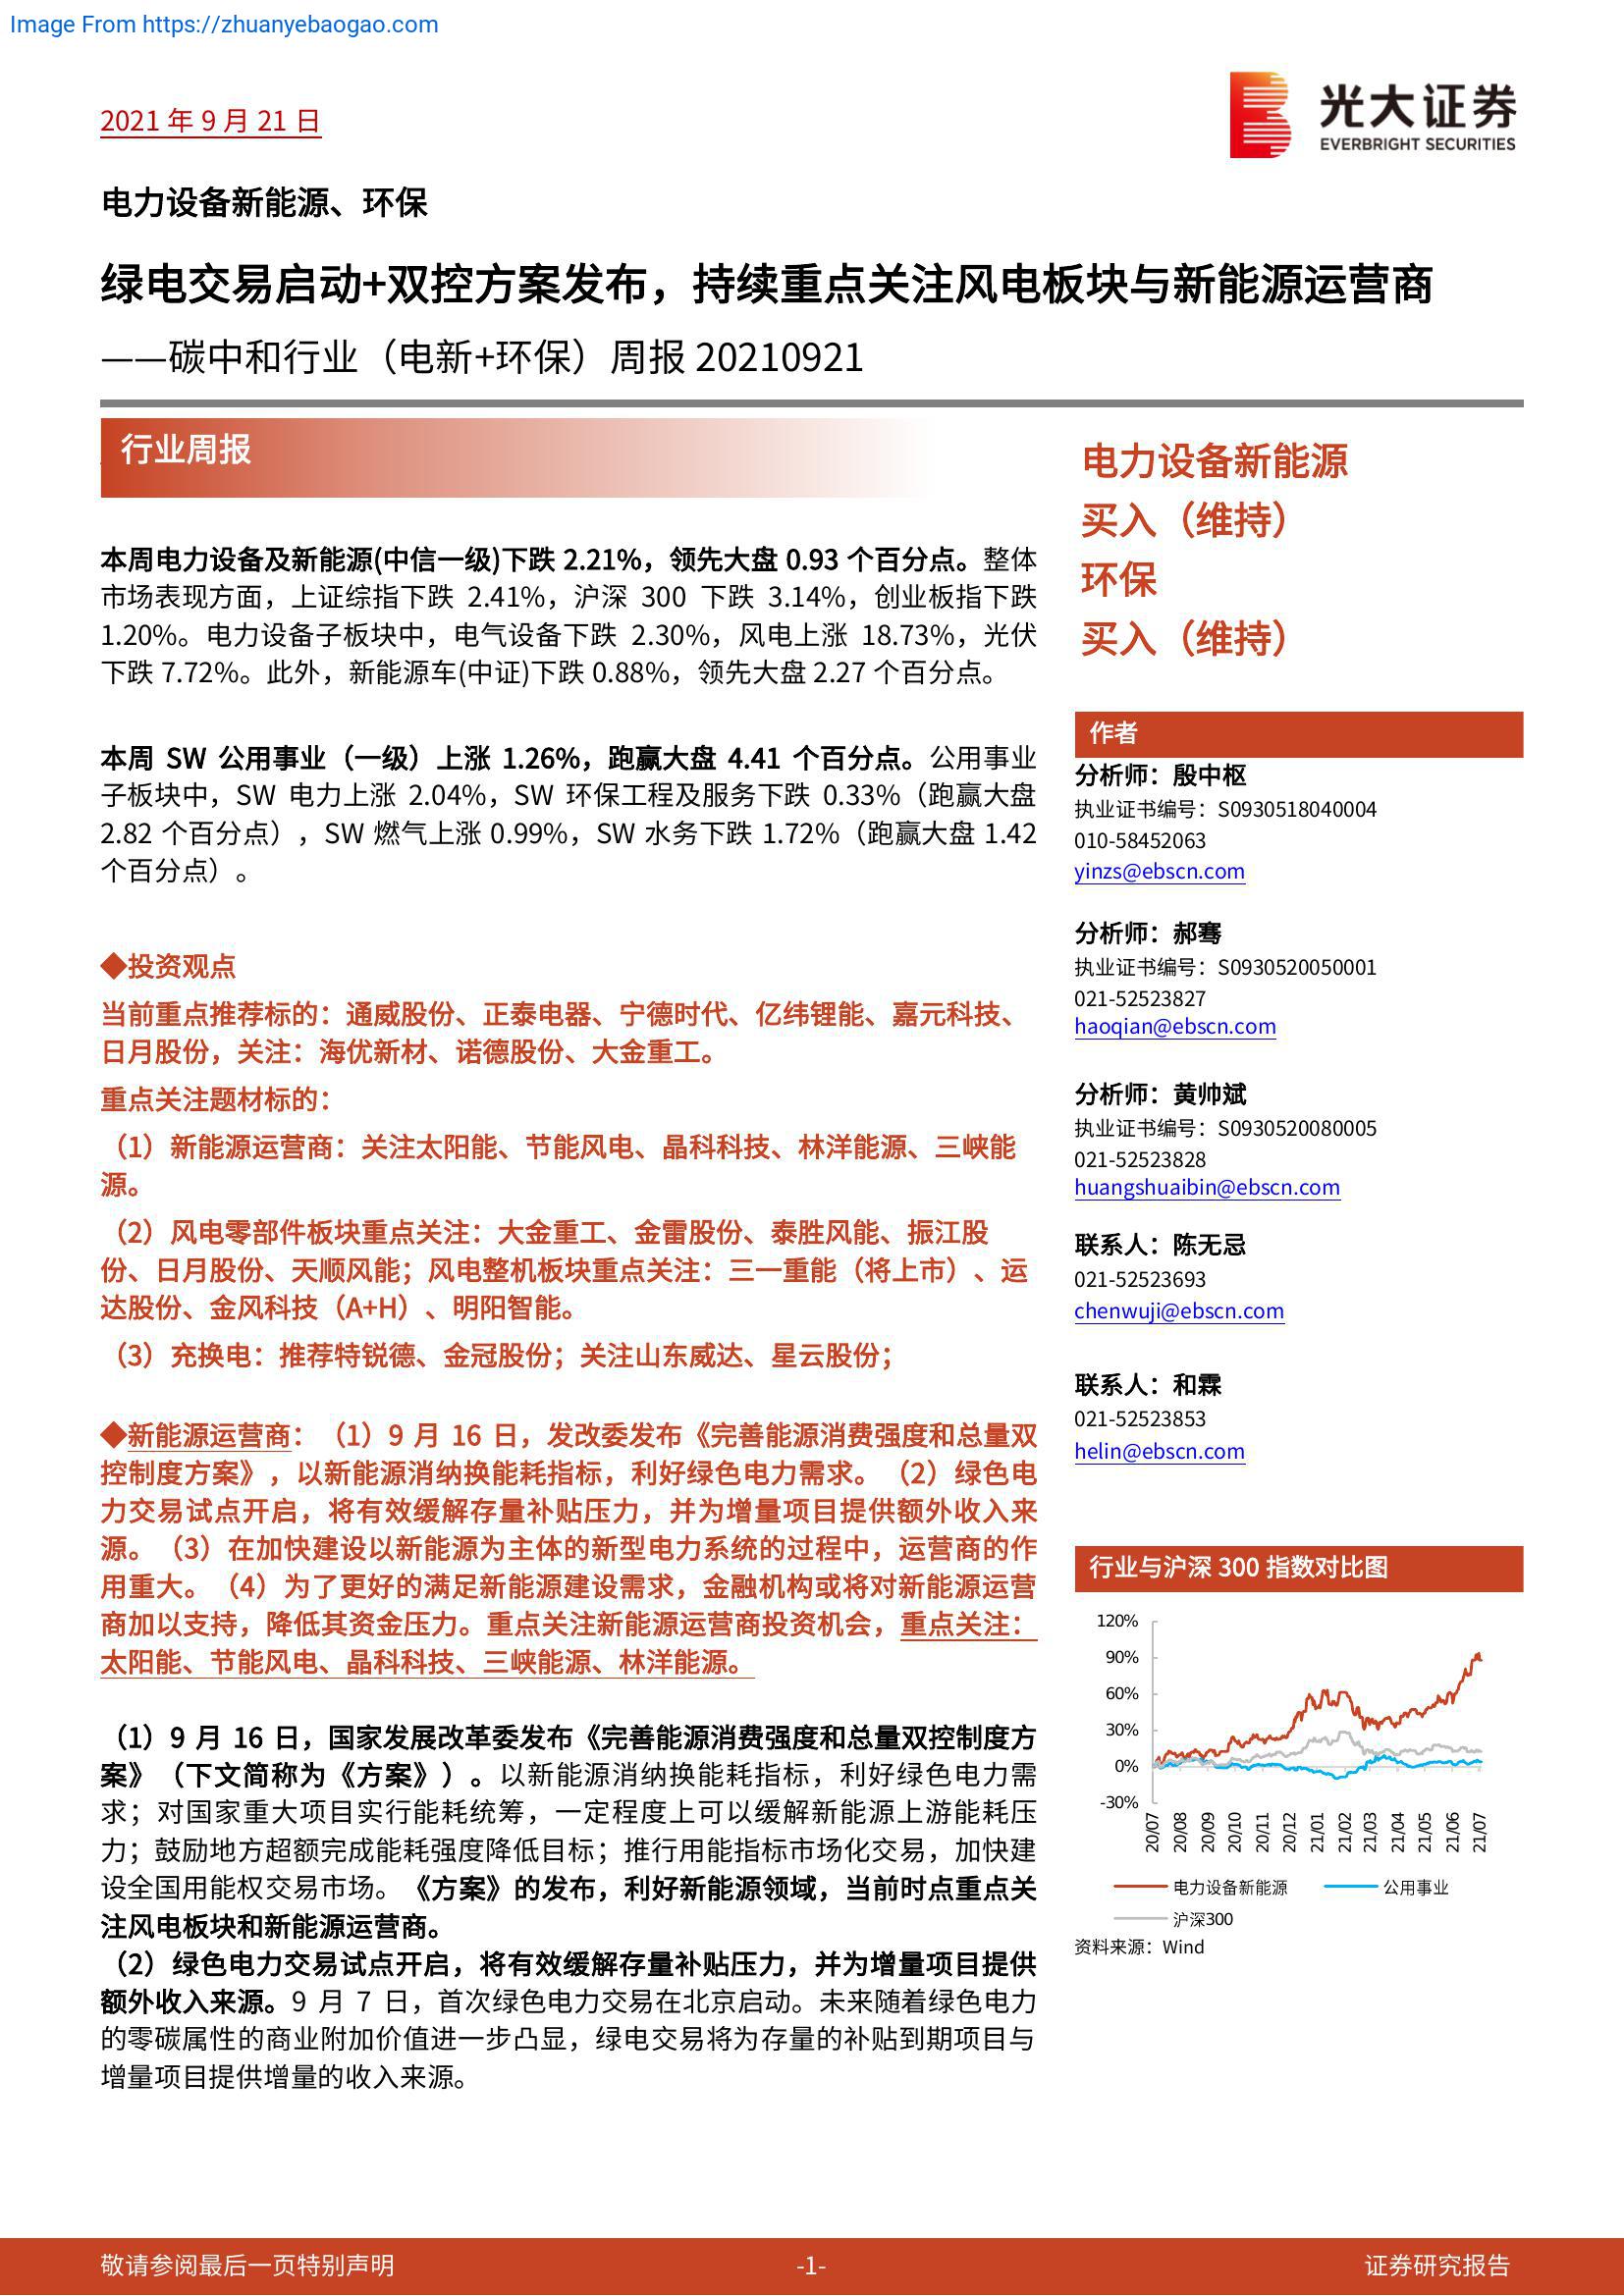 Image From https://zhuanyebaogao.com
2021 年 9 月 21 日
光大证券
EVERBRIGHT SECURITIES
电力设备新能源、环保
绿电交易启动+双控方案发布，持续重点关注风电板块与新能源运营商
——碳中和行业（电新+环保）周报 20210921
行业周报
本周电力设备及新能源(中信一级)下跌 2.21%，领先大盘 0.93 个百分点。整体
市场表现方面，上证综指下跌 2.41%，沪深 300 下跌 3.14%，创业板指下跌
1.20%。电力设备子板块中，电气设备下跌 2.30%，风电上涨 18.73%，光伏
下跌 7.72%。此外，新能源车(中证)下跌 0.88%，领先大盘 2.27 个百分点。
本周 SW 公用事业（一级）上涨 1.26%，跑赢大盘 4.41 个百分点。公用事业
子板块中，SW 电力上涨 2.04%，SW 环保工程及服务下跌 0.33%（跑赢大盘
2.82 个百分点），SW 燃气上涨 0.99%，SW 水务下跌 1.72%（跑赢大盘 1.42
个百分点）。
◆投资观点
当前重点推荐标的：通威股份、正泰电器、宁德时代、亿纬锂能、嘉元科技、
日月股份，关注：海优新材、诺德股份、大金重工。
重点关注题材标的：
（1）新能源运营商：关注太阳能、节能风电、晶科科技、林洋能源、三峡能
源。
（2）风电零部件板块重点关注：大金重工、金雷股份、泰胜风能、振江股
份、日月股份、天顺风能；风电整机板块重点关注：三一重能（将上市）、运
达股份、金风科技（A+H）、明阳智能。
（3）充换电：推荐特锐德、金冠股份；关注山东威达、星云股份；
◆新能源运营商：（1）9 月 16 日，发改委发布《完善能源消费强度和总量双
控制度方案》，以新能源消纳换能耗指标，利好绿色电力需求。（2）绿色电
力交易试点开启，将有效缓解存量补贴压力，并为增量项目提供额外收入来
源。（3）在加快建设以新能源为主体的新型电力系统的过程中，运营商的作
用重大。（4）为了更好的满足新能源建设需求，金融机构或将对新能源运营
商加以支持，降低其资金压力。重点关注新能源运营商投资机会，重点关注：
太阳能、节能风电、晶科科技、三峡能源、林洋能源。
（1）9 月 16 日，国家发展改革委发布《完善能源消费强度和总量双控制度方
案》（下文简称为《方案》）。以新能源消纳换能耗指标，利好绿色电力需
求；对国家重大项目实行能耗统筹，一定程度上可以缓解新能源上游能耗压
力；鼓励地方超额完成能耗强度降低目标；推行用能指标市场化交易，加快建
设全国用能权交易市场。《方案》的发布，利好新能源领域，当前时点重点关
注风电板块和新能源运营商。
（2）绿色电力交易试点开启，将有效缓解存量补贴压力，并为增量项目提供
额外收入来源。9 月 7 日，首次绿色电力交易在北京启动。未来随着绿色电力
的零碳属性的商业附加价值进一步凸显，绿电交易将为存量的补贴到期项目与
增量项目提供增量的收入来源。
电力设备新能源
买入（维持）
环保
买入（维持）
作者
分析师：殷中枢
执业证书编号：S0930518040004
010-58452063
yinzs@ebscn.com
分析师：郝骞
执业证书编号：S0930520050001
021-52523827
haoqian@ebscn.com
分析师：黄帅斌
执业证书编号：S0930520080005
021-52523828
huangshuaibin@ebscn.com
联系人：陈无忌
021-52523693
chenwuji@ebscn.com
联系人：和霖
021-52523853
helin@ebscn.com
行业与沪深 300 指数对比图
120%
90%
60%
30%
0%
-30%
20/07
20/08
20/09
20/10
20/11
20/12
21/01
21/02
21/03
21/04
21/05
21/06
21/07
电力设备新能源
公用事业
沪深300
资料来源：Wind
敬请参阅最后一页特别声明
-1-
证券研究报告